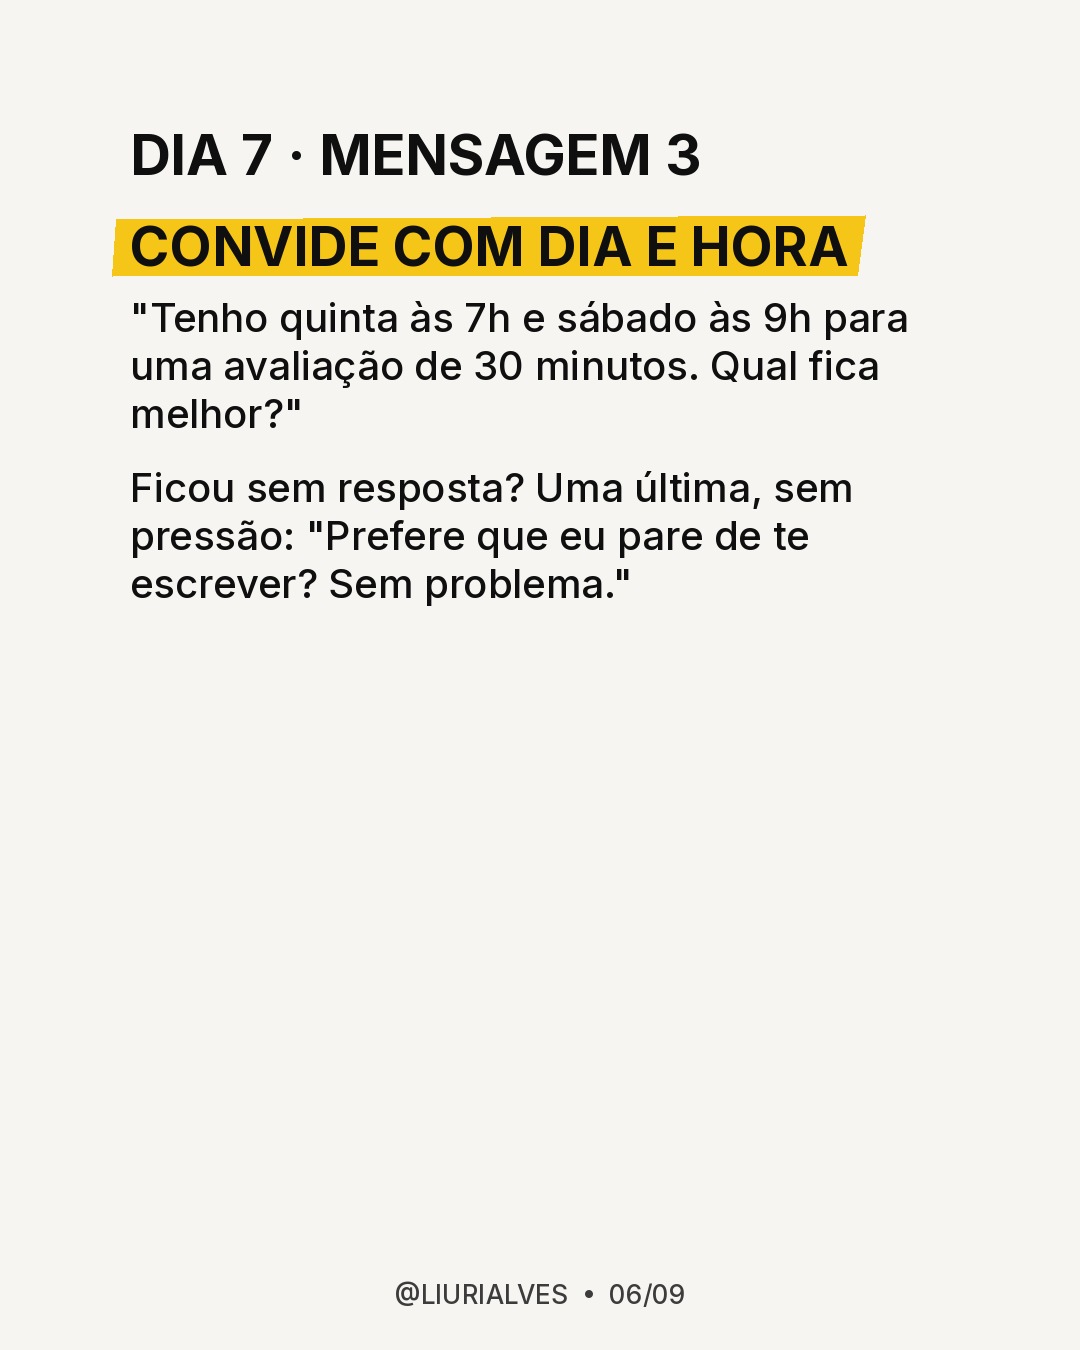 DIA 7 · MENSAGEM 3
CONVIDE COM DIA E HORA
"Tenho quinta às 7h e sábado às 9h para
uma avaliação de 30 minutos. Qual fica
melhor?"
Ficou sem resposta? Uma última, sem
pressão: "Prefere que eu pare de te
escrever? Sem problema."
@LIURIALVES • 06/09